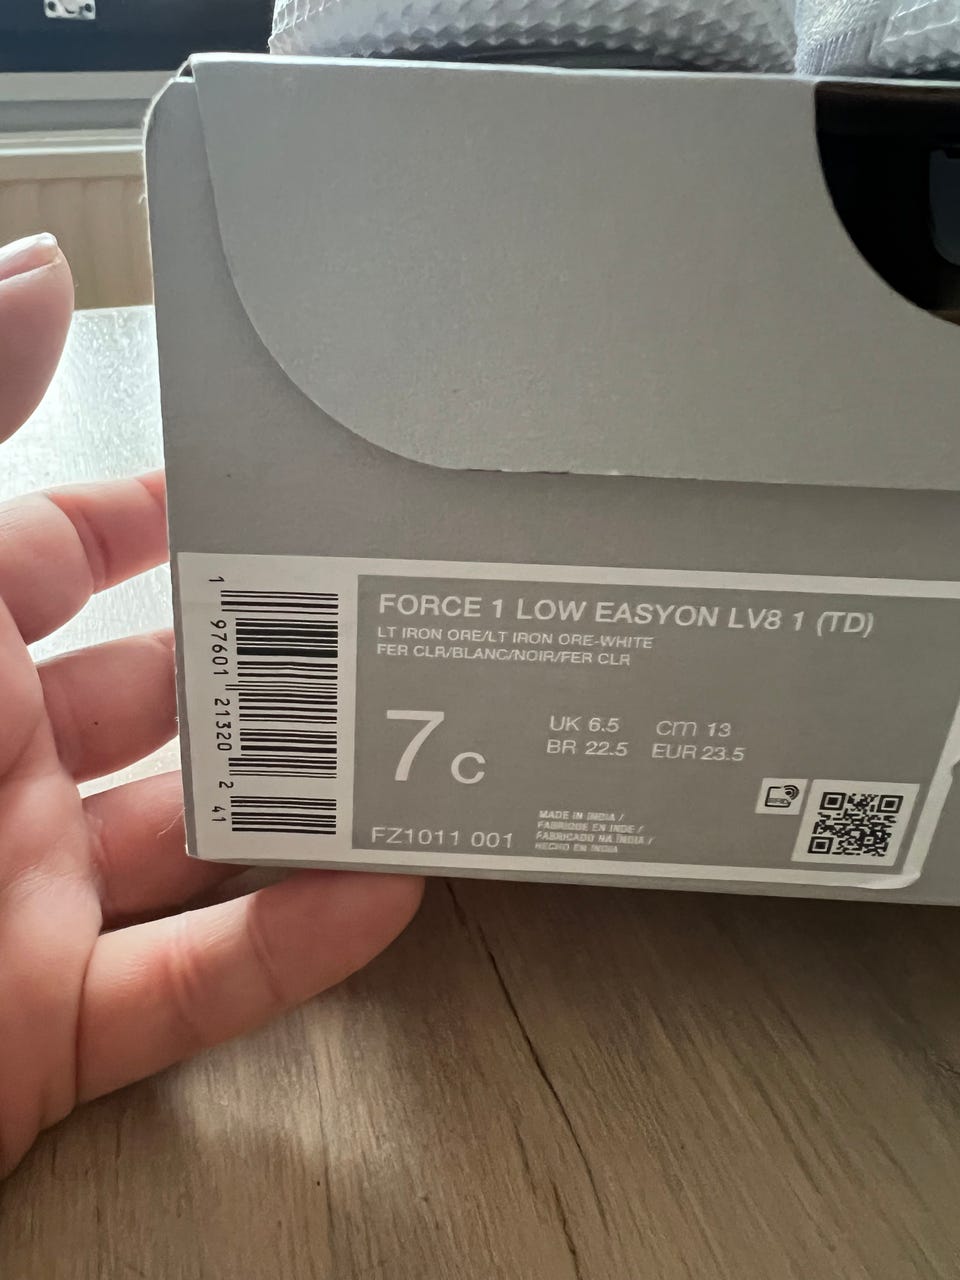 FORCE 1 LOW EASYON LV8 1 (TD)
LT IRON ORE/LT IRON ORE-WHITE
FER CLR/BLANC/NOIR/FER CLR
7 C
UK 6.5 cm 13
BR 22.5 EUR 23.5
FZ1011 001
MADE IN INDIA /
FABRIQUE EN INDE /
FABRICADO NA ÍNDIA /
HECHO EN INDIA
1 97601 21320 2 41